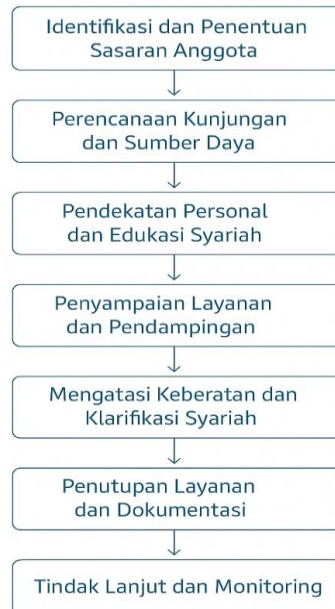 Identifikasi dan Penentuan
Sasaran Anggota
Perencanaan Kunjungan
dan Sumber Daya
Pendekatan Personal
dan Edukasi Syariah
Penyampaian Layanan
dan Pendampingan
Mengatasi Keberatan dan
Klarifikasi Syariah
Penutupan Layanan
dan Dokumentasi
Tindak Lanjut dan Monitoring